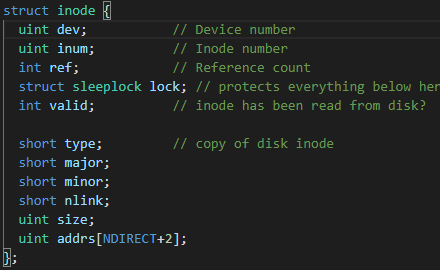 struct inode {
  uint dev;           // Device number
  uint inum;          // Inode number
  int ref;            // Reference count
  struct sleeplock lock; // protects everything below her
  int valid;          // inode has been read from disk?

  short type;         // copy of disk inode
  short major;
  short minor;
  short nlink;
  uint size;
  uint addrs[NDIRECT+2];
};